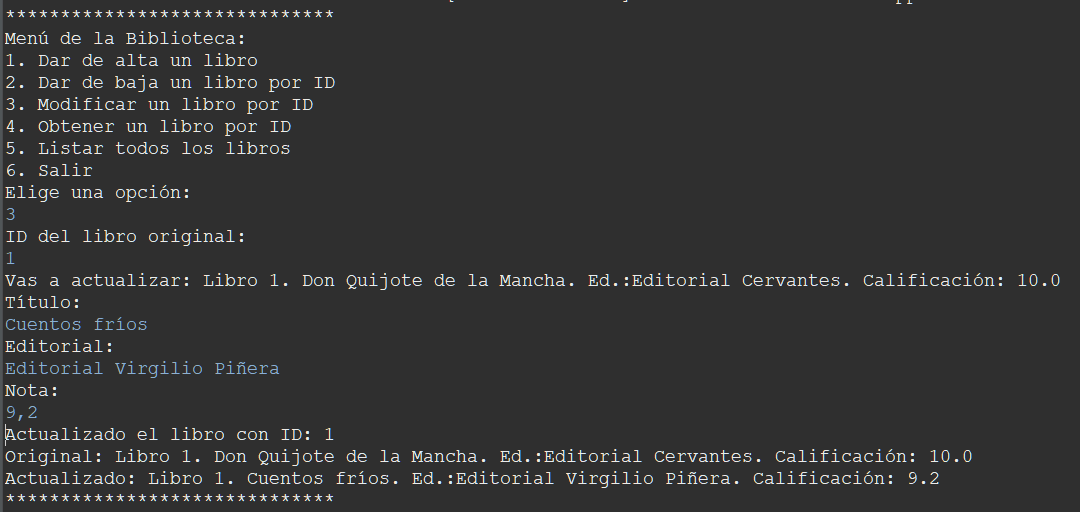 ******************************
Menú de la Biblioteca:
1. Dar de alta un libro
2. Dar de baja un libro por ID
3. Modificar un libro por ID
4. Obtener un libro por ID
5. Listar todos los libros
6. Salir
Elige una opción:
3
ID del libro original:
1
Vas a actualizar: Libro 1. Don Quijote de la Mancha. Ed.:Editorial Cervantes. Calificación: 10.0
Título:
Cuentos fríos
Editorial:
Editorial Virgilio Piñera
Nota:
9,2
Actualizado el libro con ID: 1
Original: Libro 1. Don Quijote de la Mancha. Ed.:Editorial Cervantes. Calificación: 10.0
Actualizado: Libro 1. Cuentos fríos. Ed.:Editorial Virgilio Piñera. Calificación: 9.2
******************************